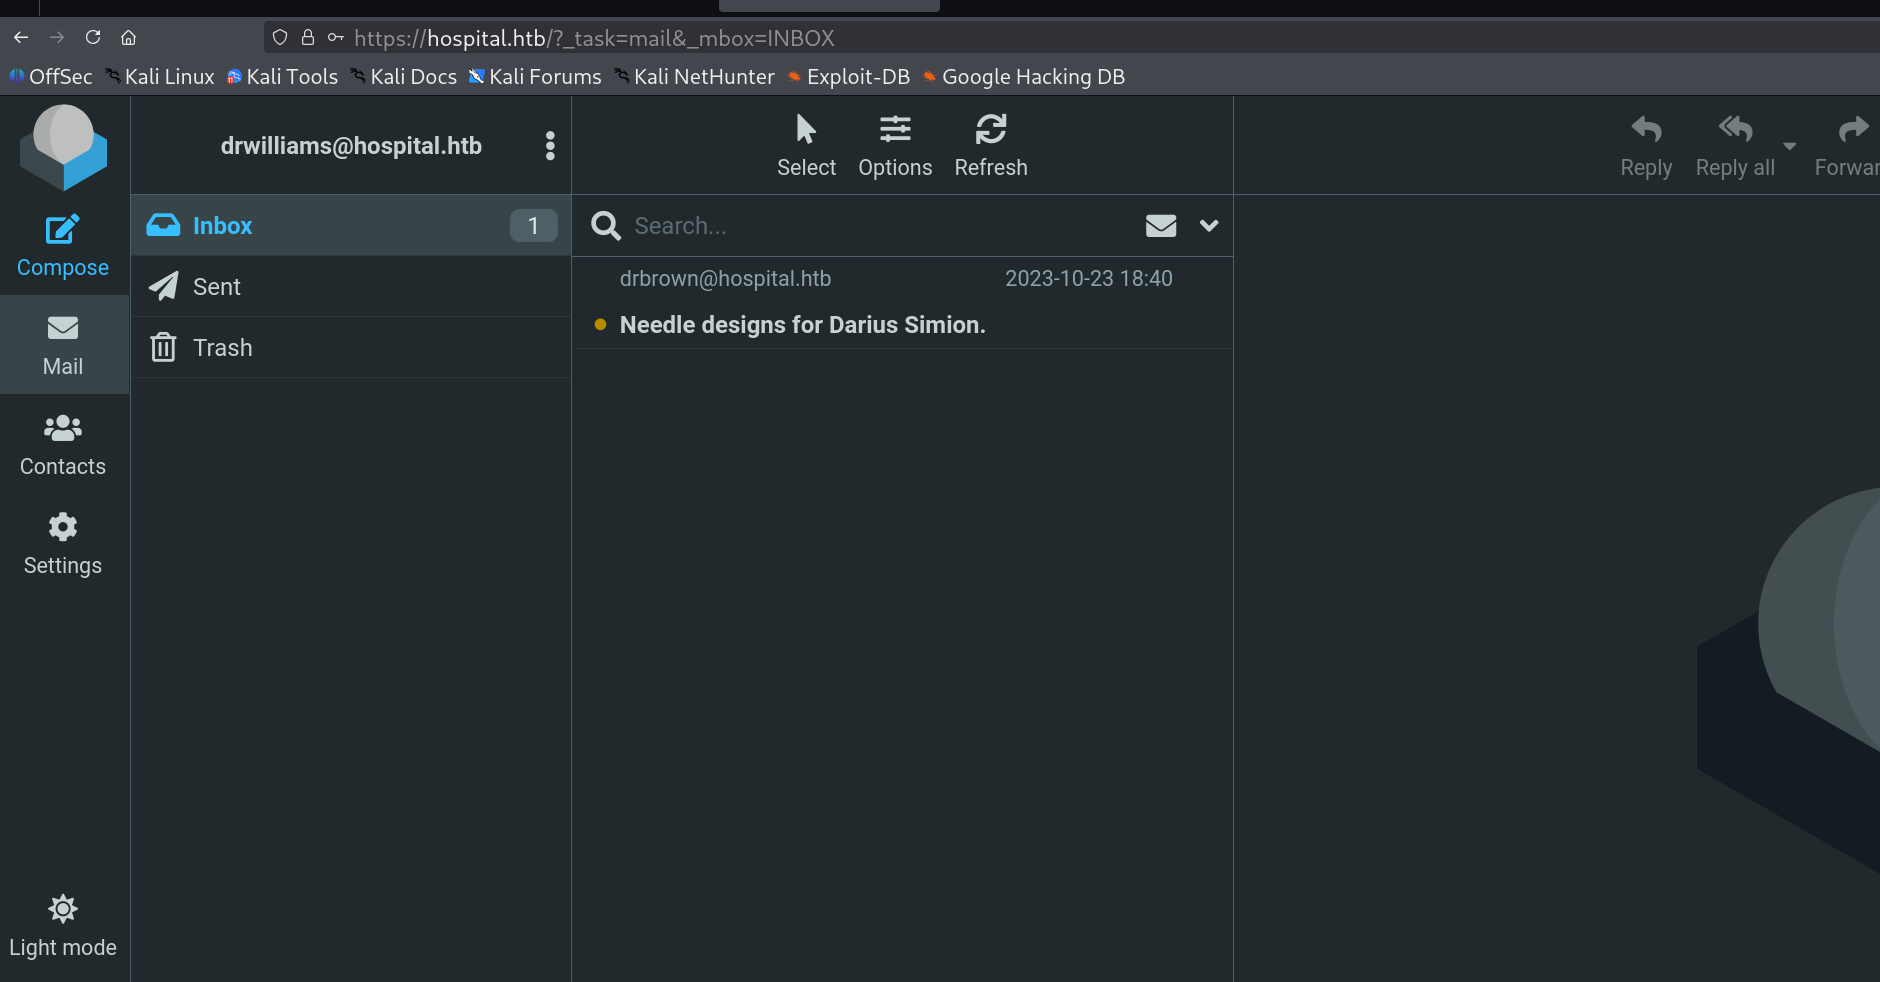 https://hospital.htb/?_task=mail&_mbox=INBOX
OffSec Kali Linux Kali Tools Kali Docs Kali Forums Kali NetHunter Exploit-DB Google Hacking DB
drwilliams@hospital.htb
Select Options Refresh
Reply Reply all Forwar
Compose
Mail
Contacts
Settings
Light mode
Inbox 1
Sent
Trash
Search...
drbrown@hospital.htb 2023-10-23 18:40
Needle designs for Darius Simion.